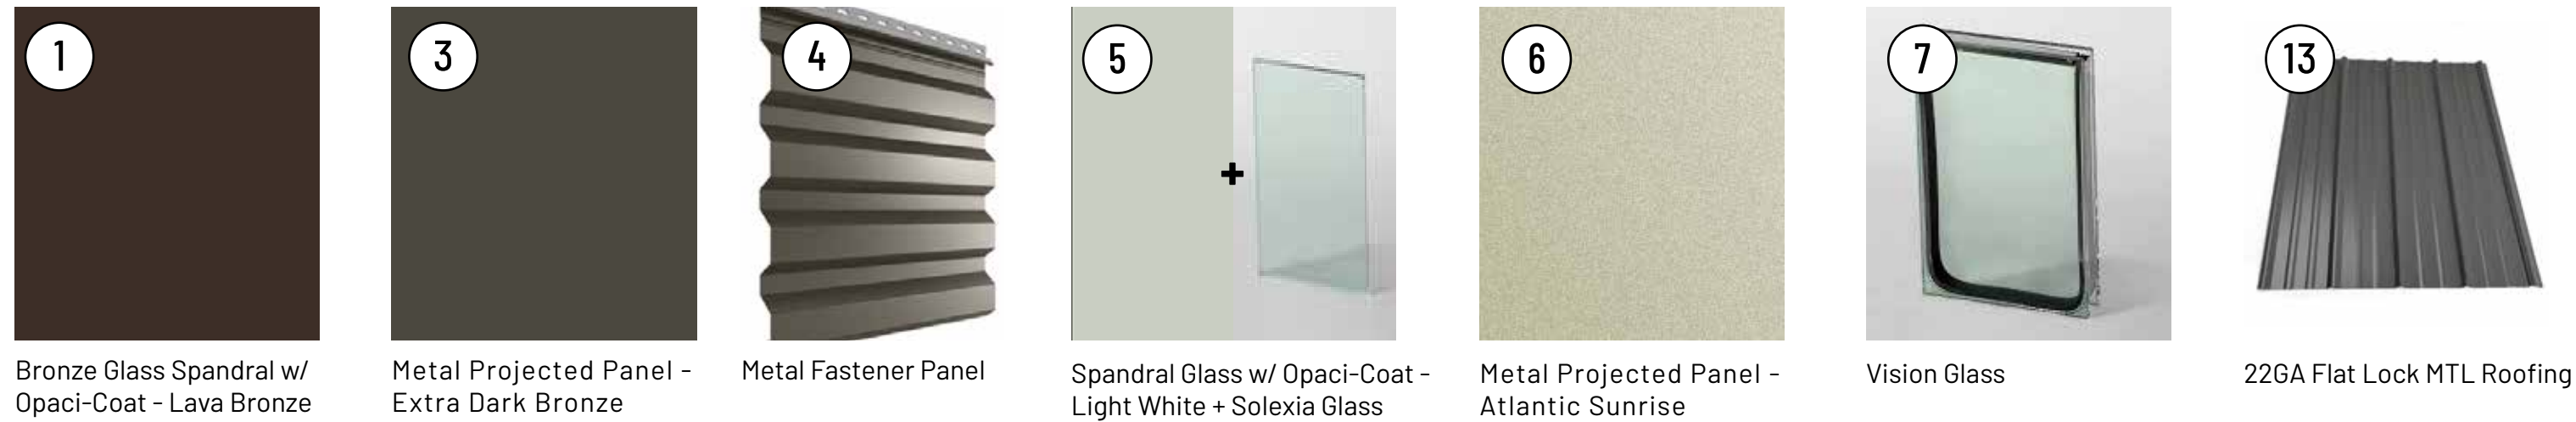 1
Bronze Glass Spandral w/
Opaci-Coat - Lava Bronze
3
Metal Projected Panel -
Extra Dark Bronze
4
Metal Fastener Panel
5
+
Spandral Glass w/ Opaci-Coat -
Light White + Solexia Glass
6
Metal Projected Panel -
Atlantic Sunrise
7
Vision Glass
13
22GA Flat Lock MTL Roofing